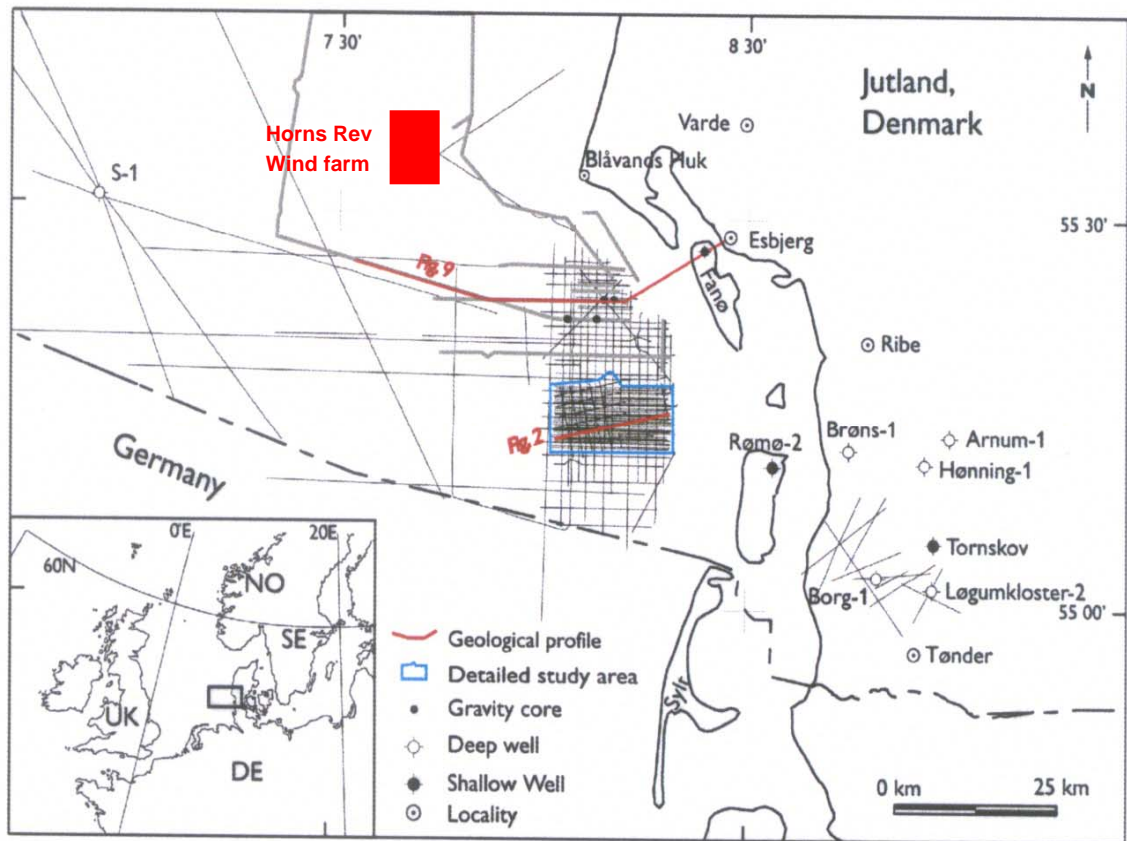 7 30'
8 30'
Jutland,
Denmark
N
Horns Rev
Wind farm
Varde
Blåvands Huk
S-1
55 30'
Esbjerg
Fig 9
Fanø
Ribe
Fig 2
Brøns-1
Arnum-1
Rømø-2
Hønning-1
Germany
Tornskov
Borg-1
Løgumkloster-2
55 00'
Tønder
Sylt
0'E
20E
60N
NO
SE
UK
DE
Geological profile
Detailed study area
Gravity core
Deep well
Shallow Well
Locality
0 km
25 km